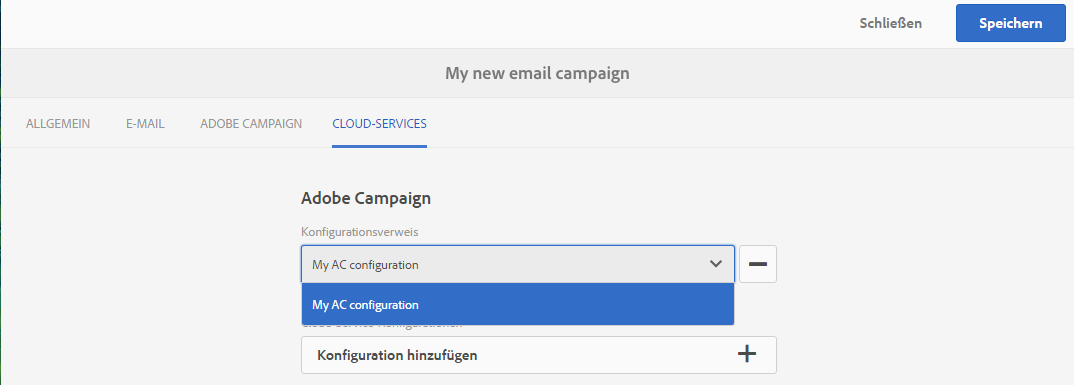 Schließen
Speichern
My new email campaign
ALLGEMEIN
E-MAIL
ADOBE CAMPAIGN
CLOUD-SERVICES
Adobe Campaign
Konfigurationsverweis
My AC configuration
My AC configuration
Konfiguration hinzufügen